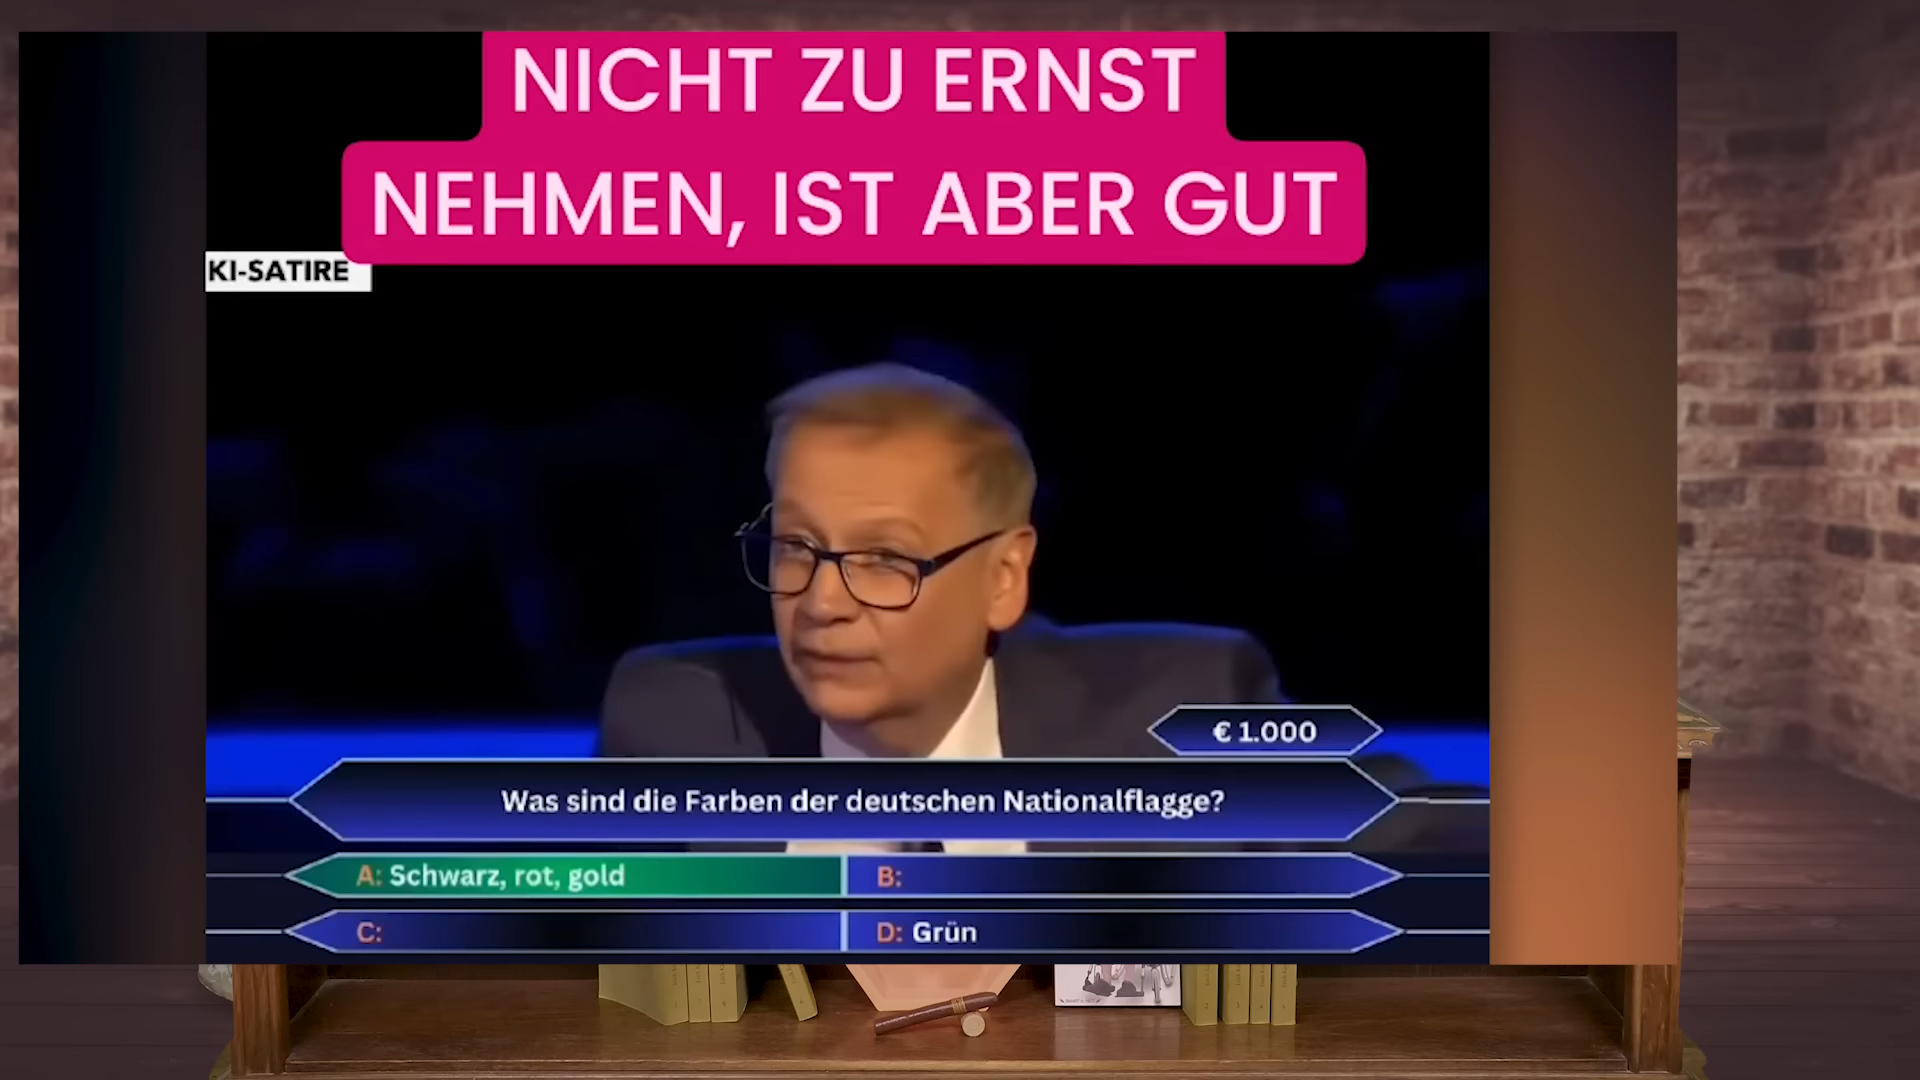 NICHT ZU ERNST
NEHMEN, IST ABER GUT
KI-SATIRE
€ 1.000
Was sind die Farben der deutschen Nationalflagge?
A: Schwarz, rot, gold
B:
C:
D: Grün